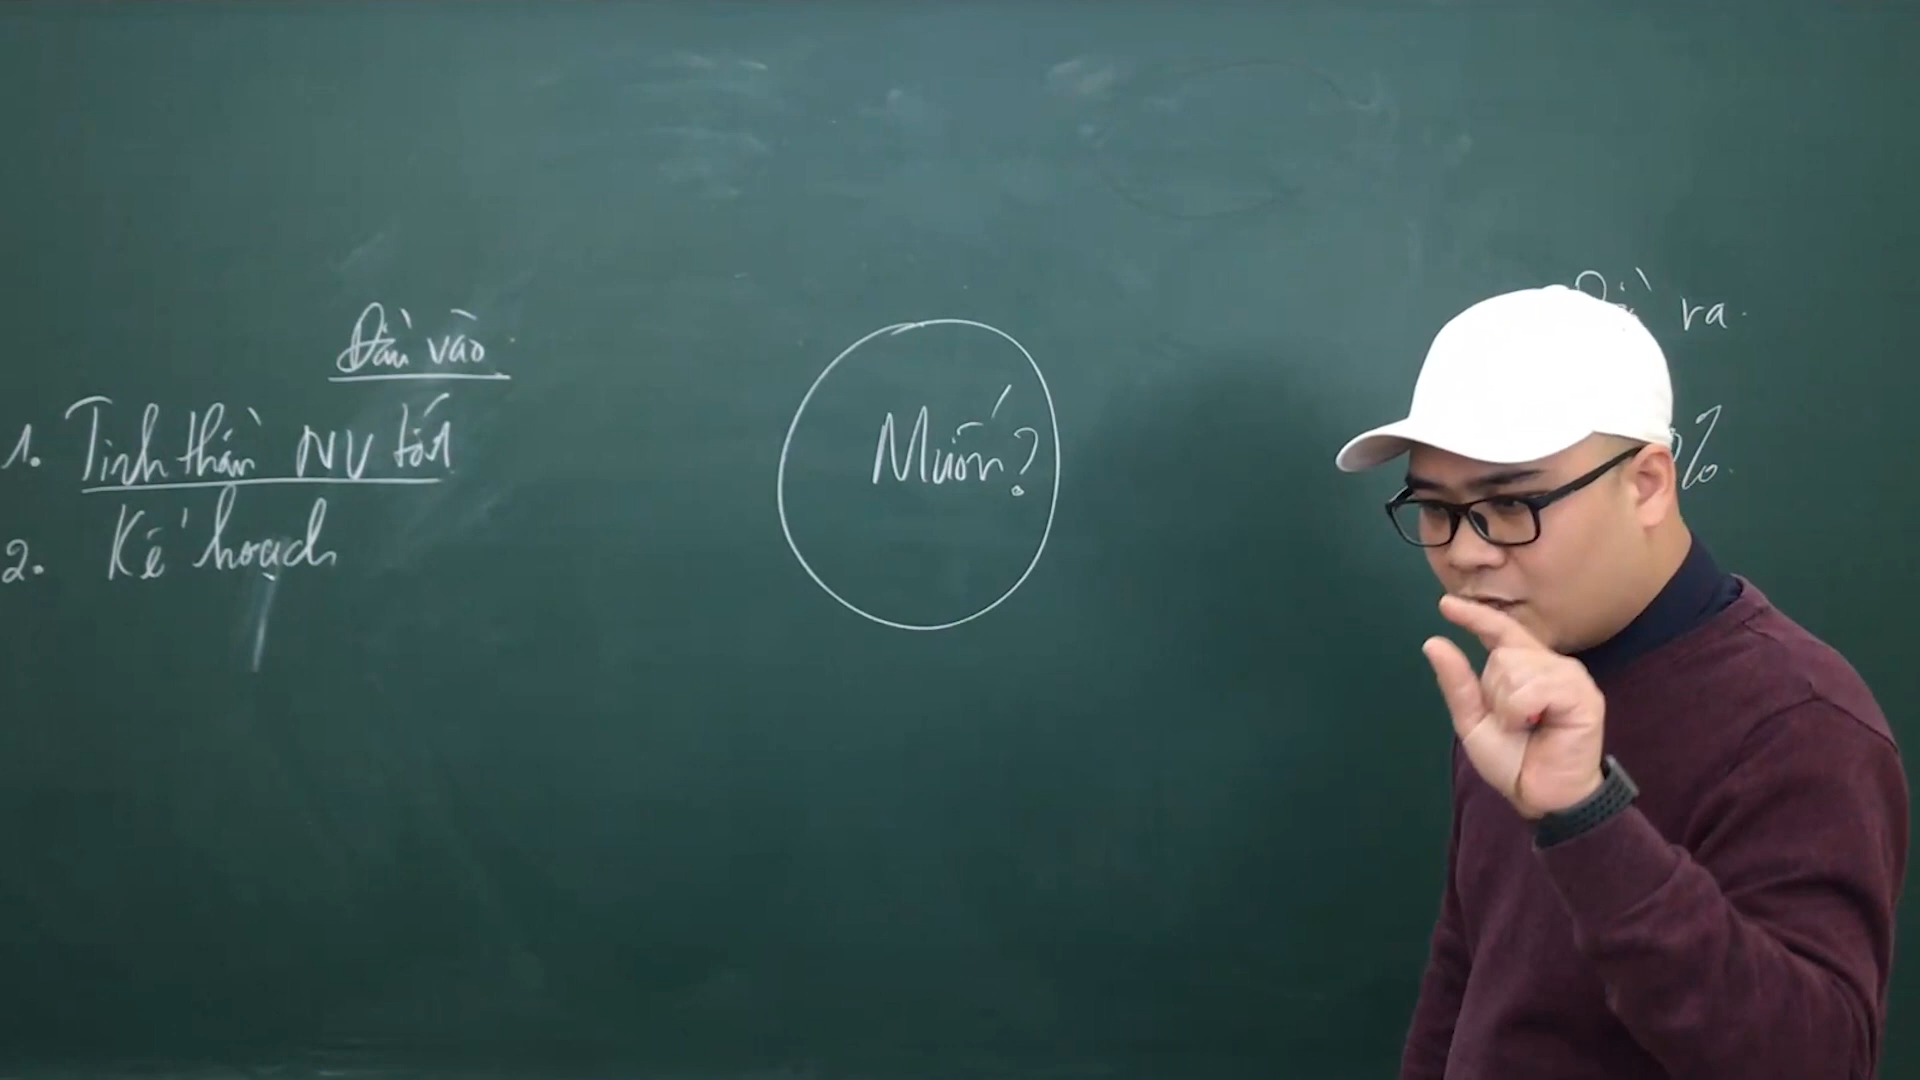 Đầu vào
1. Tinh thần NV tốt
2. Kế hoạch
Muốn?
ra
%